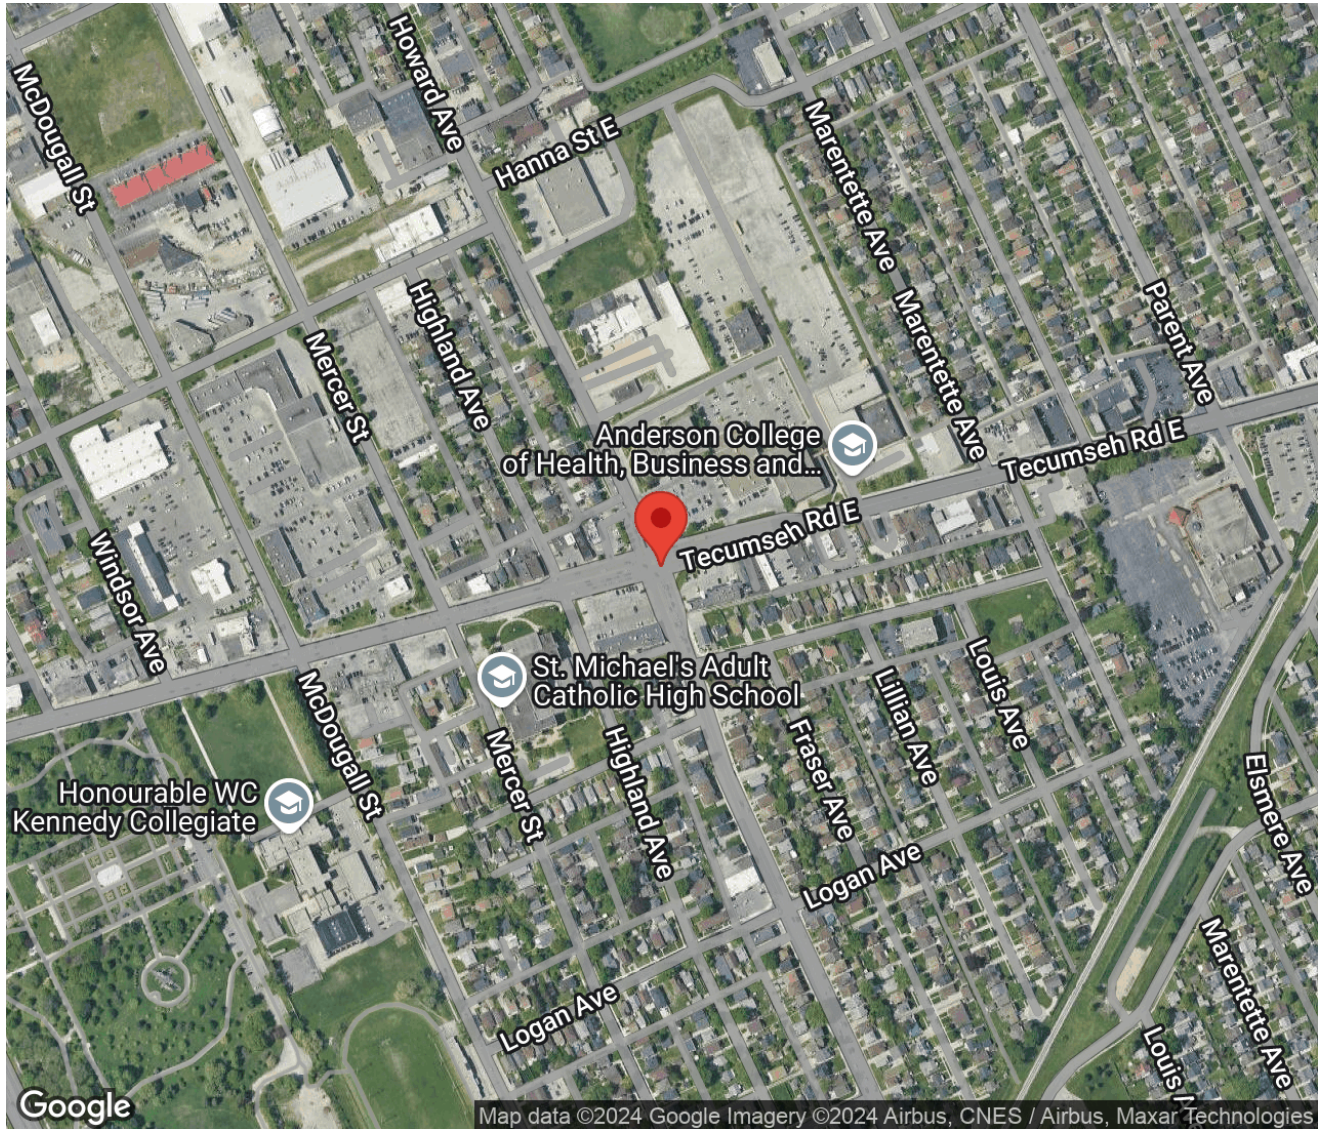 Howard Ave
McDougall St
Hanna St E
Marentette Ave
Parent Ave
Highland Ave
Marentette Ave
Mercer St
Anderson College
of Health, Business and...
Tecumseh Rd E
Tecumseh Rd E
Windsor Ave
St. Michael's Adult
Catholic High School
Louis Ave
Lillian Ave
McDougall St
Fraser Ave
Highland Ave
Mercer St
Elsmere Ave
Honourable WC
Kennedy Collegiate
Logan Ave
Marentette Ave
Logan Ave
Louis A
Google
Map data ©2024 Google Imagery ©2024 Airbus, CNES / Airbus, Maxar Technologies